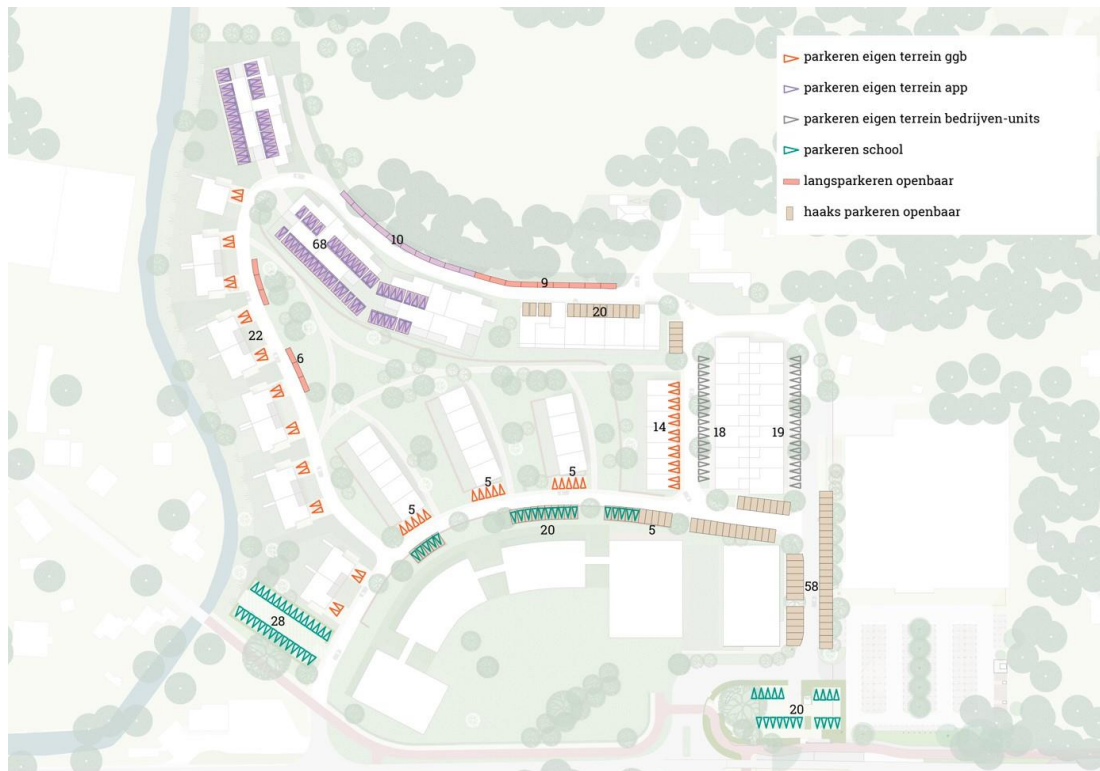 parkeren eigen terrein ggb
parkeren eigen terrein app
parkeren eigen terrein bedrijven-units
parkeren school
langsparkeren openbaar
haaks parkeren openbaar
10
68
9
20
22
6
14
18
19
5
5
5
20
5
58
28
20